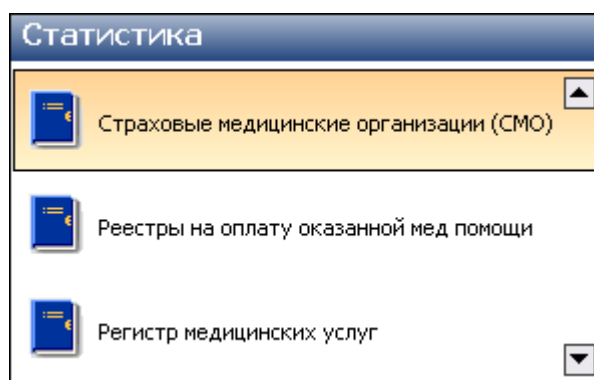 Статистика
Страховые медицинские организации (СМО)
Реестры на оплату оказанной мед помощи
Регистр медицинских услуг